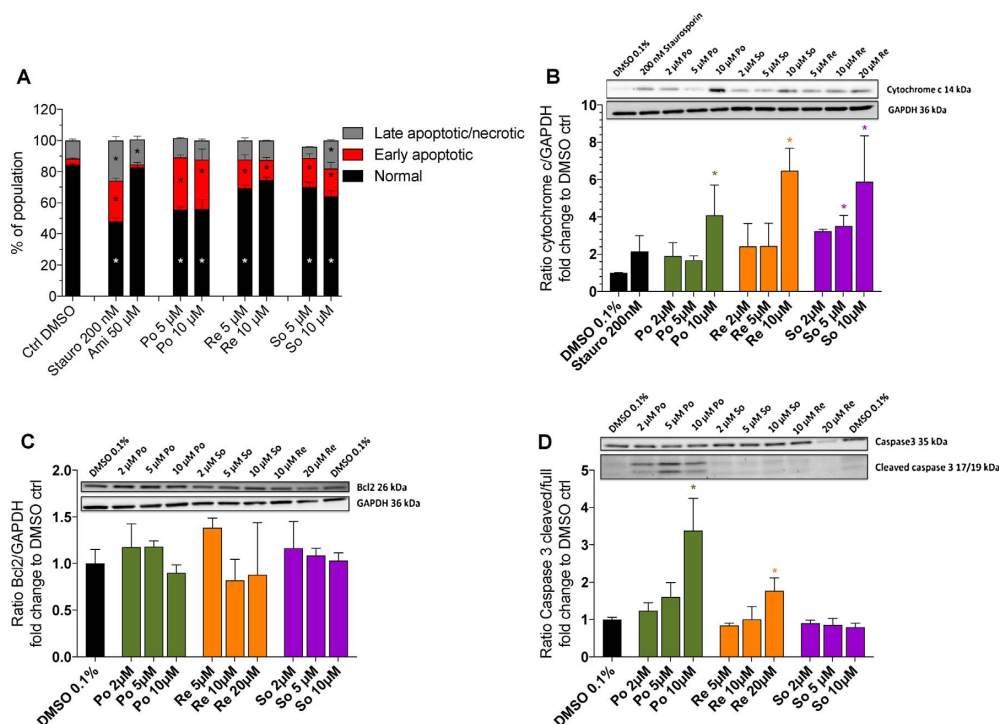 A
% of population
120
100
80
60
40
20
0
Late apoptotic/necrotic
Early apoptotic
Normal
* * * * * * * *
* * * * * * *
Ctrl DMSO
Stauro 200 nM
Ami 50 µM
Po 5 µM
Po 10 µM
Re 5 µM
Re 10 µM
So 5 µM
So 10 µM
B
DMSO 0.1%
200 nM Staurosporin
2 µM Po
5 µM Po
10 µM Po
2 µM So
5 µM So
10 µM So
5 µM Re
10 µM Re
20 µM Re
Cytochrome c 14 kDa
GAPDH 36 kDa
Ratio cytochrome c/GAPDH
fold change to DMSO ctrl
10
8
6
4
2
0
* * * *
DMSO 0.1%
Stauro 200nM
Po 2µM
Po 5µM
Po 10µM
Re 2µM
Re 5µM
Re 10µM
So 2µM
So 5 µM
So 10µM
C
DMSO 0.1%
2 µM Po
5 µM Po
10 µM Po
2 µM So
5 µM So
10 µM So
10 µM Re
20 µM Re
DMSO 0.1%
Bcl2 26 kDa
GAPDH 36 kDa
Ratio Bcl2/GAPDH
fold change to DMSO ctrl
2.0
1.5
1.0
0.5
0.0
DMSO 0.1%
Po 2µM
Po 5µM
Po 10µM
Re 5µM
Re 10µM
Re 20µM
So 2µM
So 5 µM
So 10µM
D
DMSO 0.1%
2 µM Po
5 µM Po
10 µM Po
2 µM So
5 µM So
10 µM So
10 µM Re
20 µM Re
DMSO 0.1%
Caspase3 35 kDa
Cleaved caspase 3 17/19 kDa
Ratio Caspase 3 cleaved/full
fold change to DMSO ctrl
5
4
3
2
1
0
* *
DMSO 0.1%
Po 2µM
Po 5µM
Po 10µM
Re 5µM
Re 10µM
Re 20µM
So 2µM
So 5 µM
So 10µM